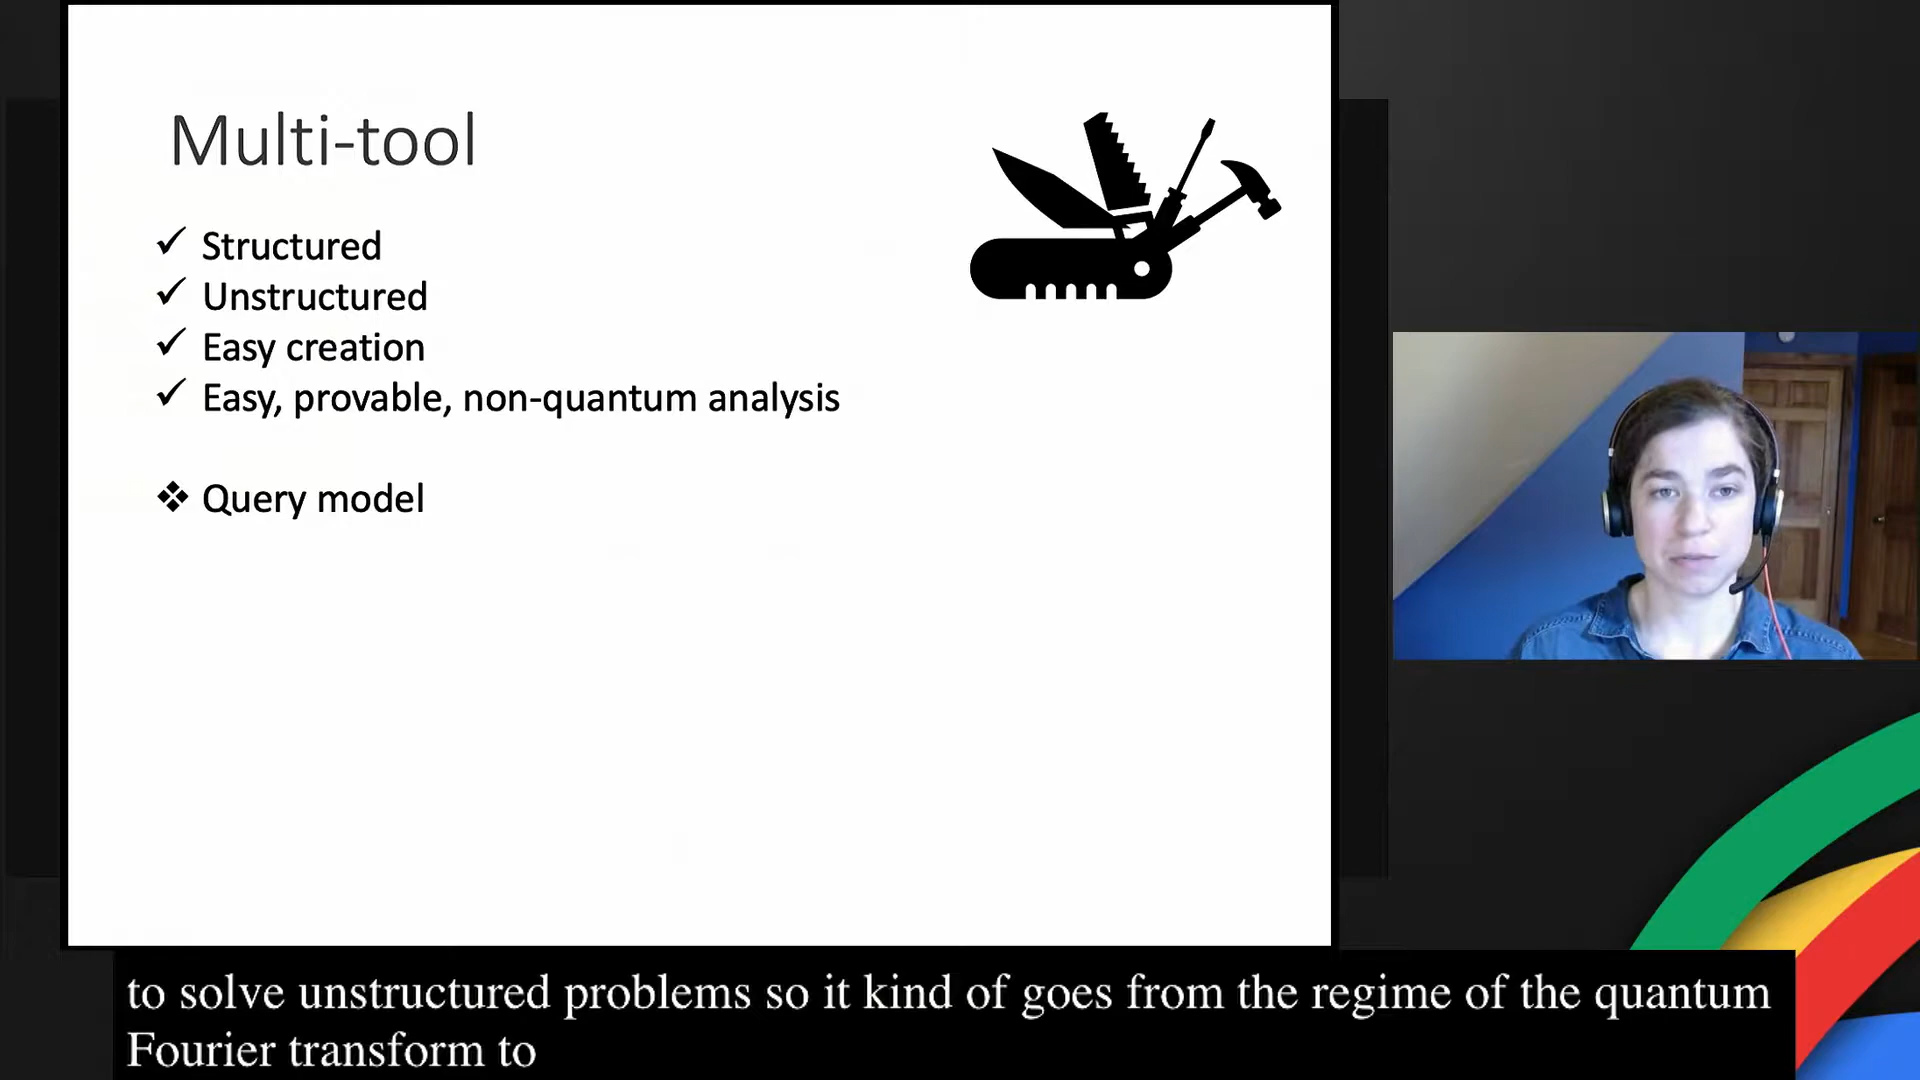 Multi-tool
✓ Structured
✓ Unstructured
✓ Easy creation
✓ Easy, provable, non-quantum analysis
❖ Query model
to solve unstructured problems so it kind of goes from the regime of the quantum
Fourier transform to